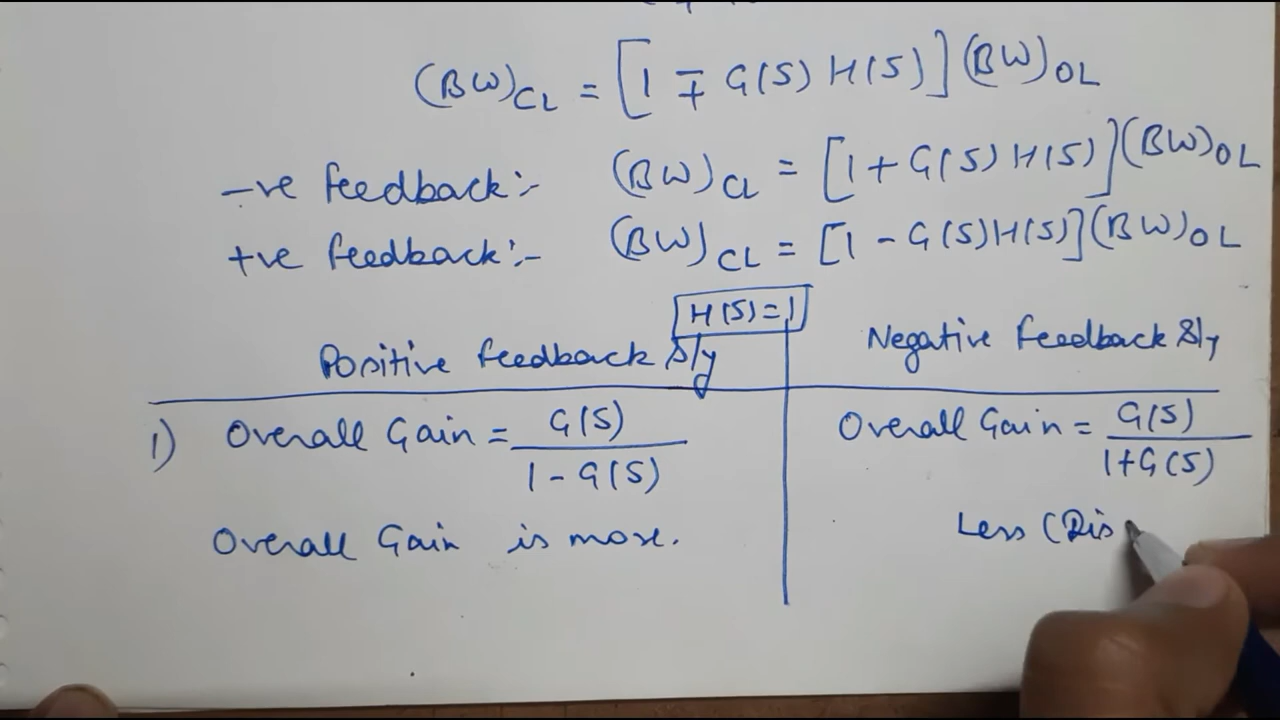 (BW)CL = [1 ∓ G(S) H(S)] (BW)OL
-ve feedback:- (BW)CL = [1 + G(S) H(S)] (BW)OL
+ve feedback:- (BW)CL = [1 - G(S)H(S)] (BW)OL
H(S)=1
Positive feedback S/y Negative feedback S/y
1) Overall Gain = G(S) / 1 - G(S) Overall Gain = G(S) / 1+G(S)
Overall Gain is more. Less (Dis